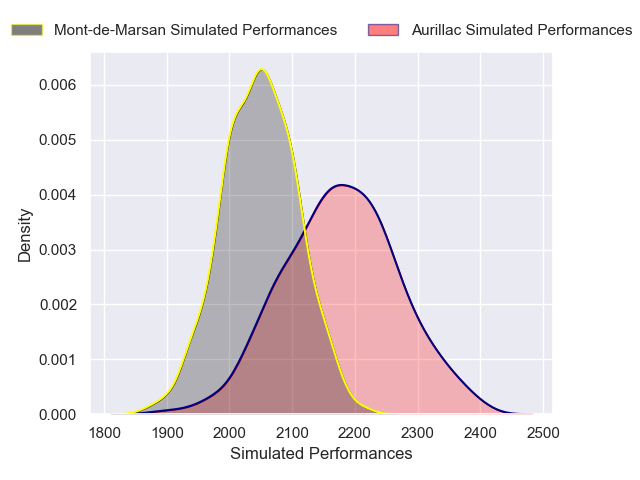 Mont-de-Marsan Simulated Performances Aurillac Simulated Performances
0.006
0.005
0.004
0.003
0.002
0.001
0.000
Density
1800 1900 2000 2100 2200 2300 2400 2500
Simulated Performances